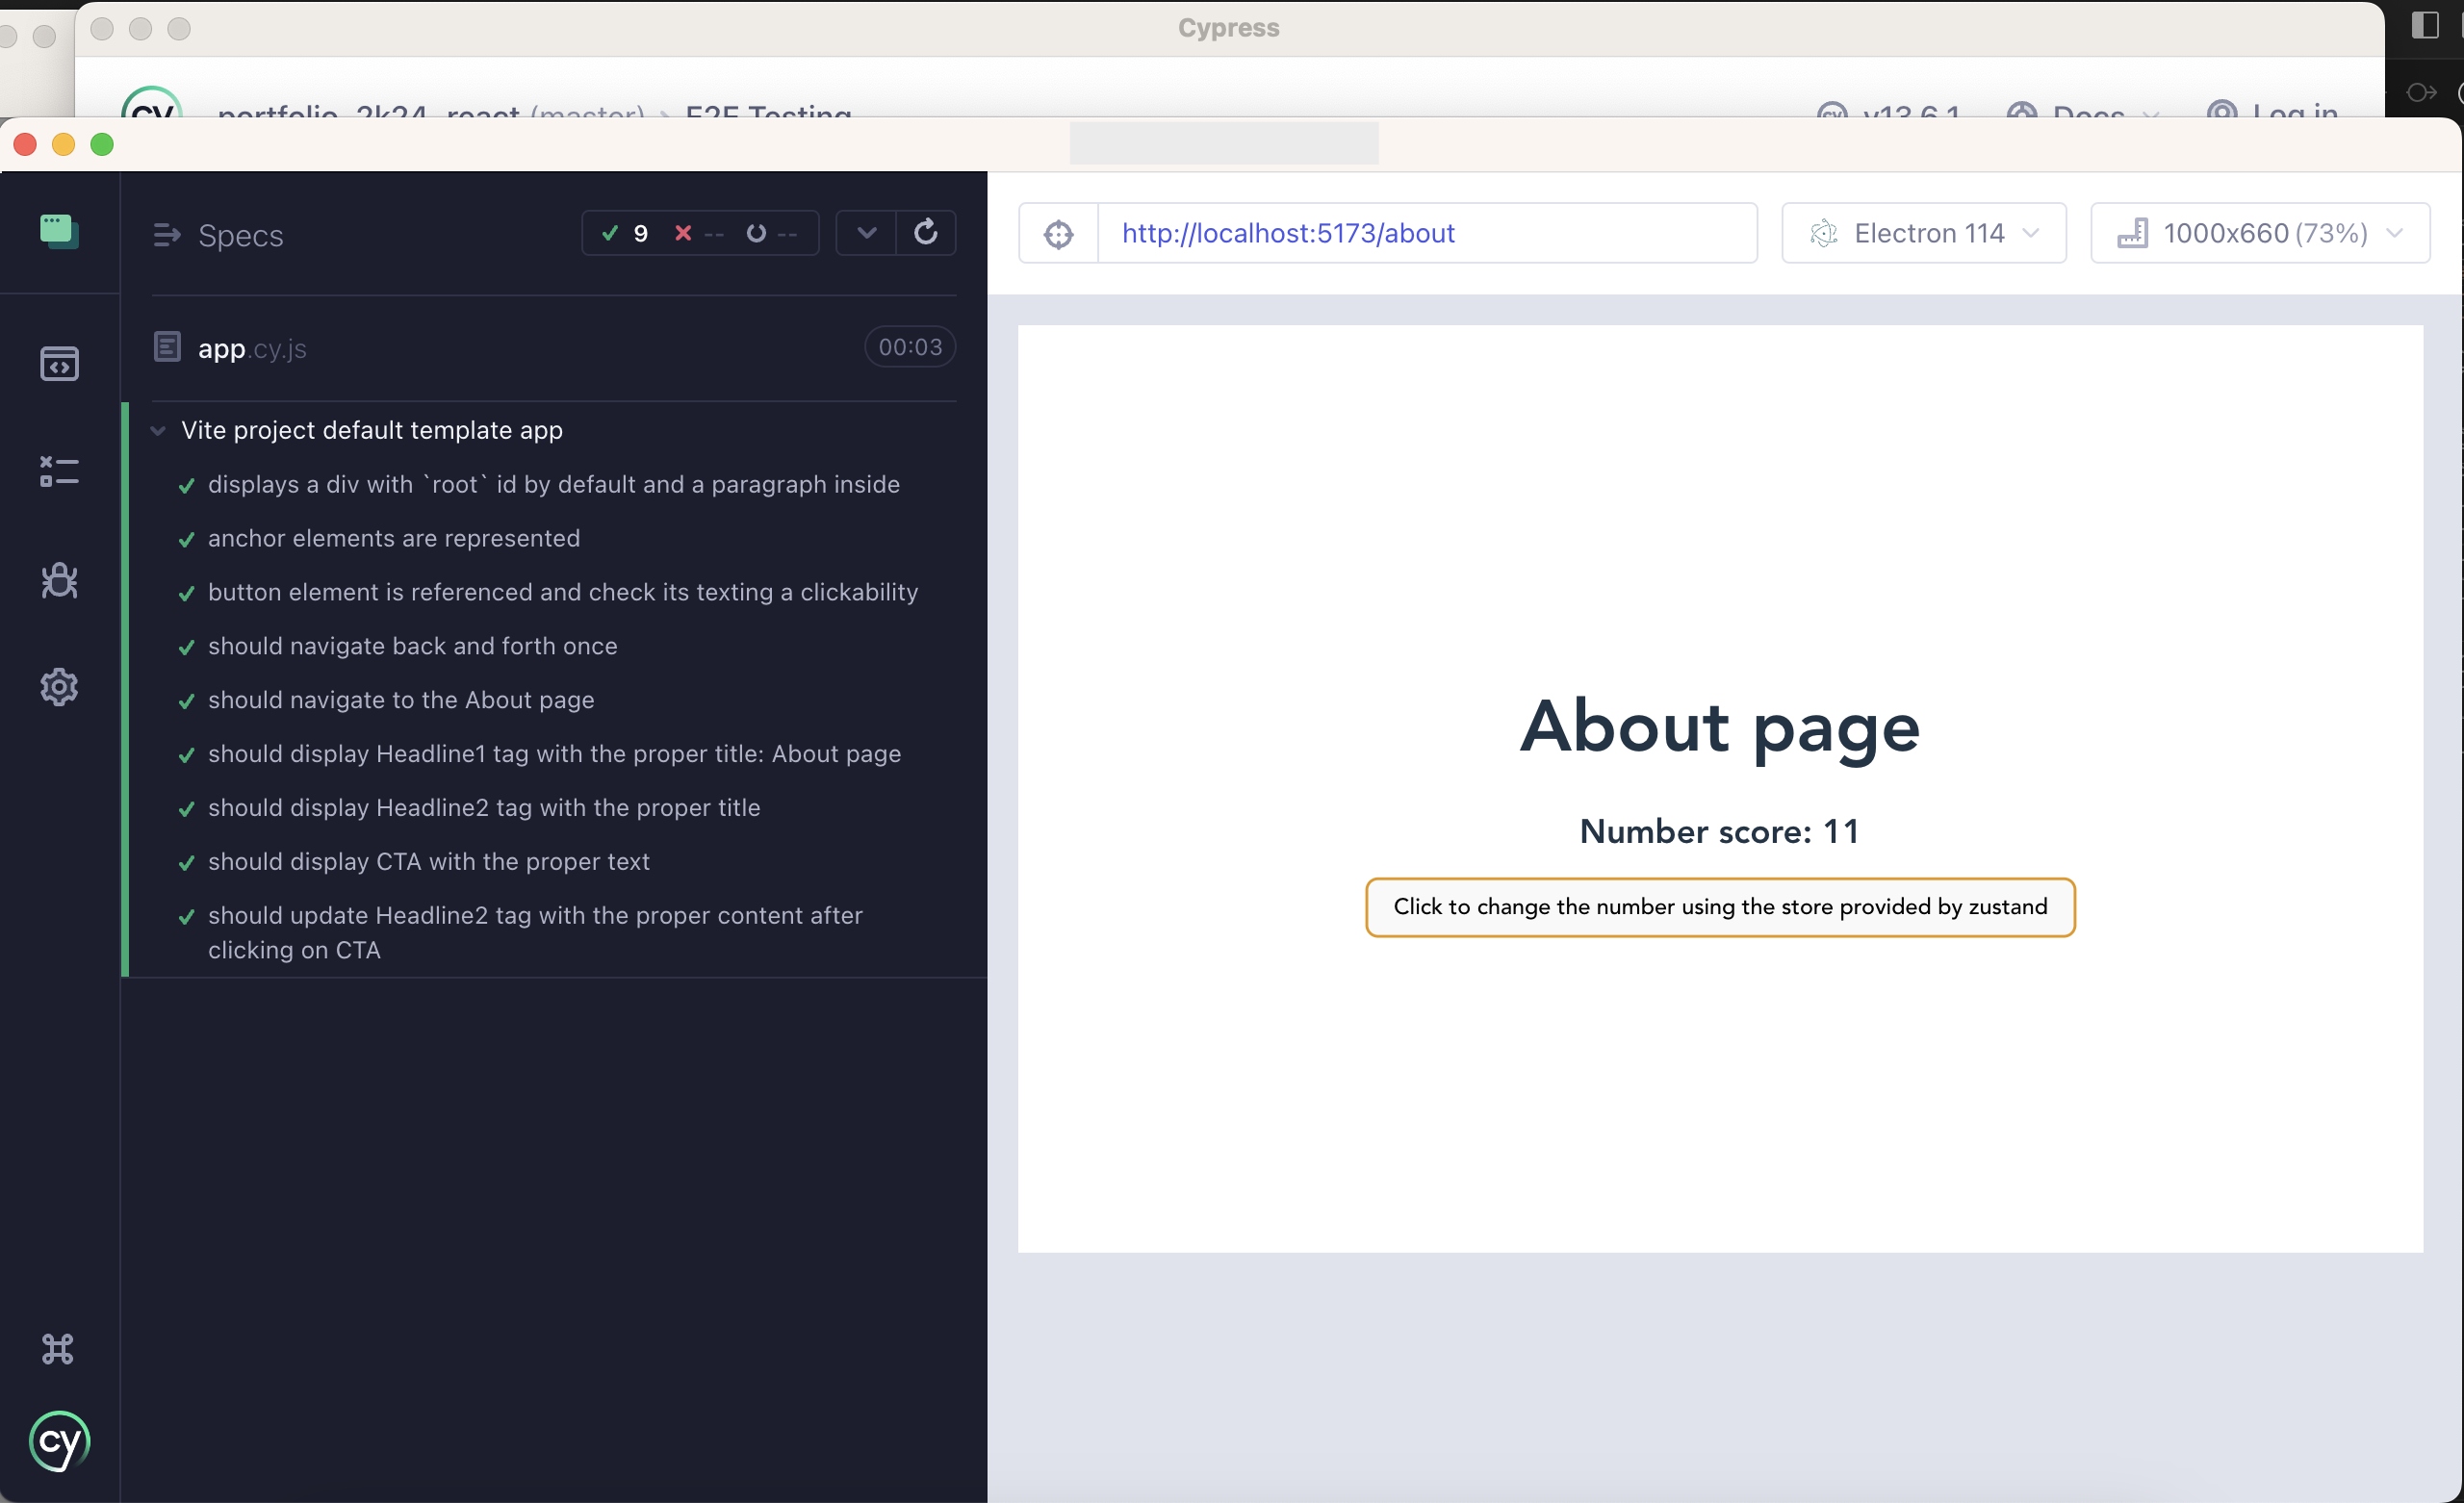 Cypress
cy portfolio_2k24_react (master) › E2E Testing
v13.6.1 Docs Log in
Specs
9 -- --
http://localhost:5173/about
Electron 114
1000x660 (73%)
app.cy.js
00:03
Vite project default template app
displays a div with `root` id by default and a paragraph inside
anchor elements are represented
button element is referenced and check its texting a clickability
should navigate back and forth once
should navigate to the About page
should display Headline1 tag with the proper title: About page
should display Headline2 tag with the proper title
should display CTA with the proper text
should update Headline2 tag with the proper content after
clicking on CTA
About page
Number score: 11
Click to change the number using the store provided by zustand
cy